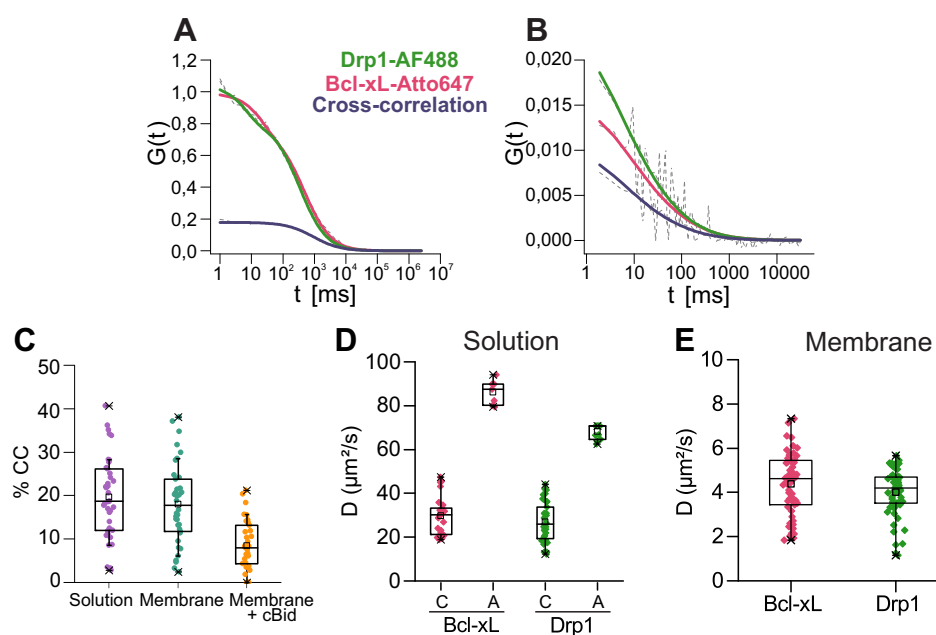 A
B
Drp1-AF488
Bcl-xL-Atto647
Cross-correlation
1,2
1,0
0,8
0,6
0,4
0,2
0,0
G(t)
1 10 10² 10³ 10⁴ 10⁵ 10⁶ 10⁷
t [ms]
0,020
0,015
0,010
0,005
0,000
G(t)
1 10 100 1000 10000
t [ms]
C
50
40
30
20
10
0
% CC
Solution Membrane Membrane
+ cBid
D
Solution
100
80
60
40
20
0
D (µm²/s)
C A C A
Bcl-xL Drp1
E
Membrane
10
8
6
4
2
0
D (µm²/s)
Bcl-xL Drp1